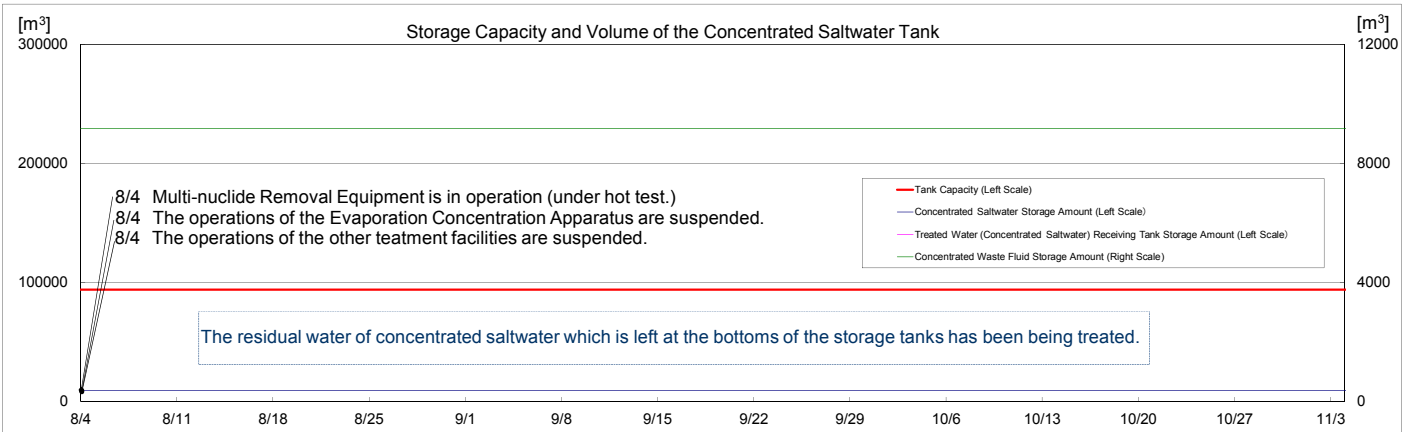 [m³]
[m³]
Storage Capacity and Volume of the Concentrated Saltwater Tank
300000
12000
200000
8000
8/4 Multi-nuclide Removal Equipment is in operation (under hot test.)
8/4 The operations of the Evaporation Concentration Apparatus are suspended.
8/4 The operations of the other teatment facilities are suspended.
Tank Capacity (Left Scale)
Concentrated Saltwater Storage Amount (Left Scale)
Treated Water (Concentrated Saltwater) Receiving Tank Storage Amount (Left Scale)
Concentrated Waste Fluid Storage Amount (Right Scale)
100000
4000
The residual water of concentrated saltwater which is left at the bottoms of the storage tanks has been being treated.
0
0
8/4 8/11 8/18 8/25 9/1 9/8 9/15 9/22 9/29 10/6 10/13 10/20 10/27 11/3